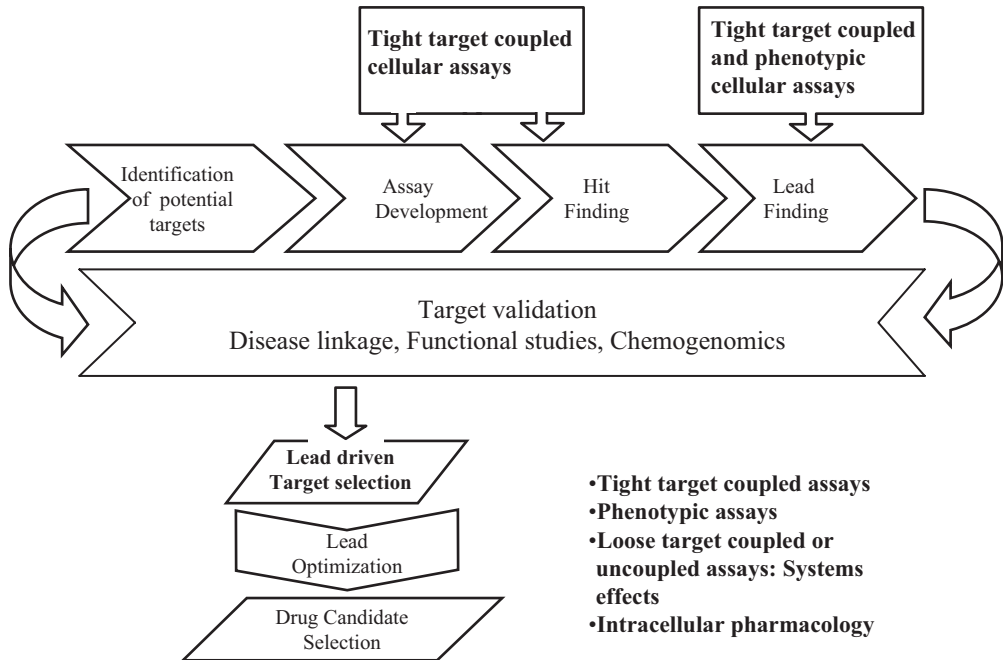 Tight target coupled
cellular assays
Tight target coupled
and phenotypic
cellular assays
Identification
of potential
targets
Assay
Development
Hit
Finding
Lead
Finding
Target validation
Disease linkage, Functional studies, Chemogenomics
Lead driven
Target selection
Lead
Optimization
Drug Candidate
Selection
•Tight target coupled assays
•Phenotypic assays
•Loose target coupled or
uncoupled assays: Systems
effects
•Intracellular pharmacology